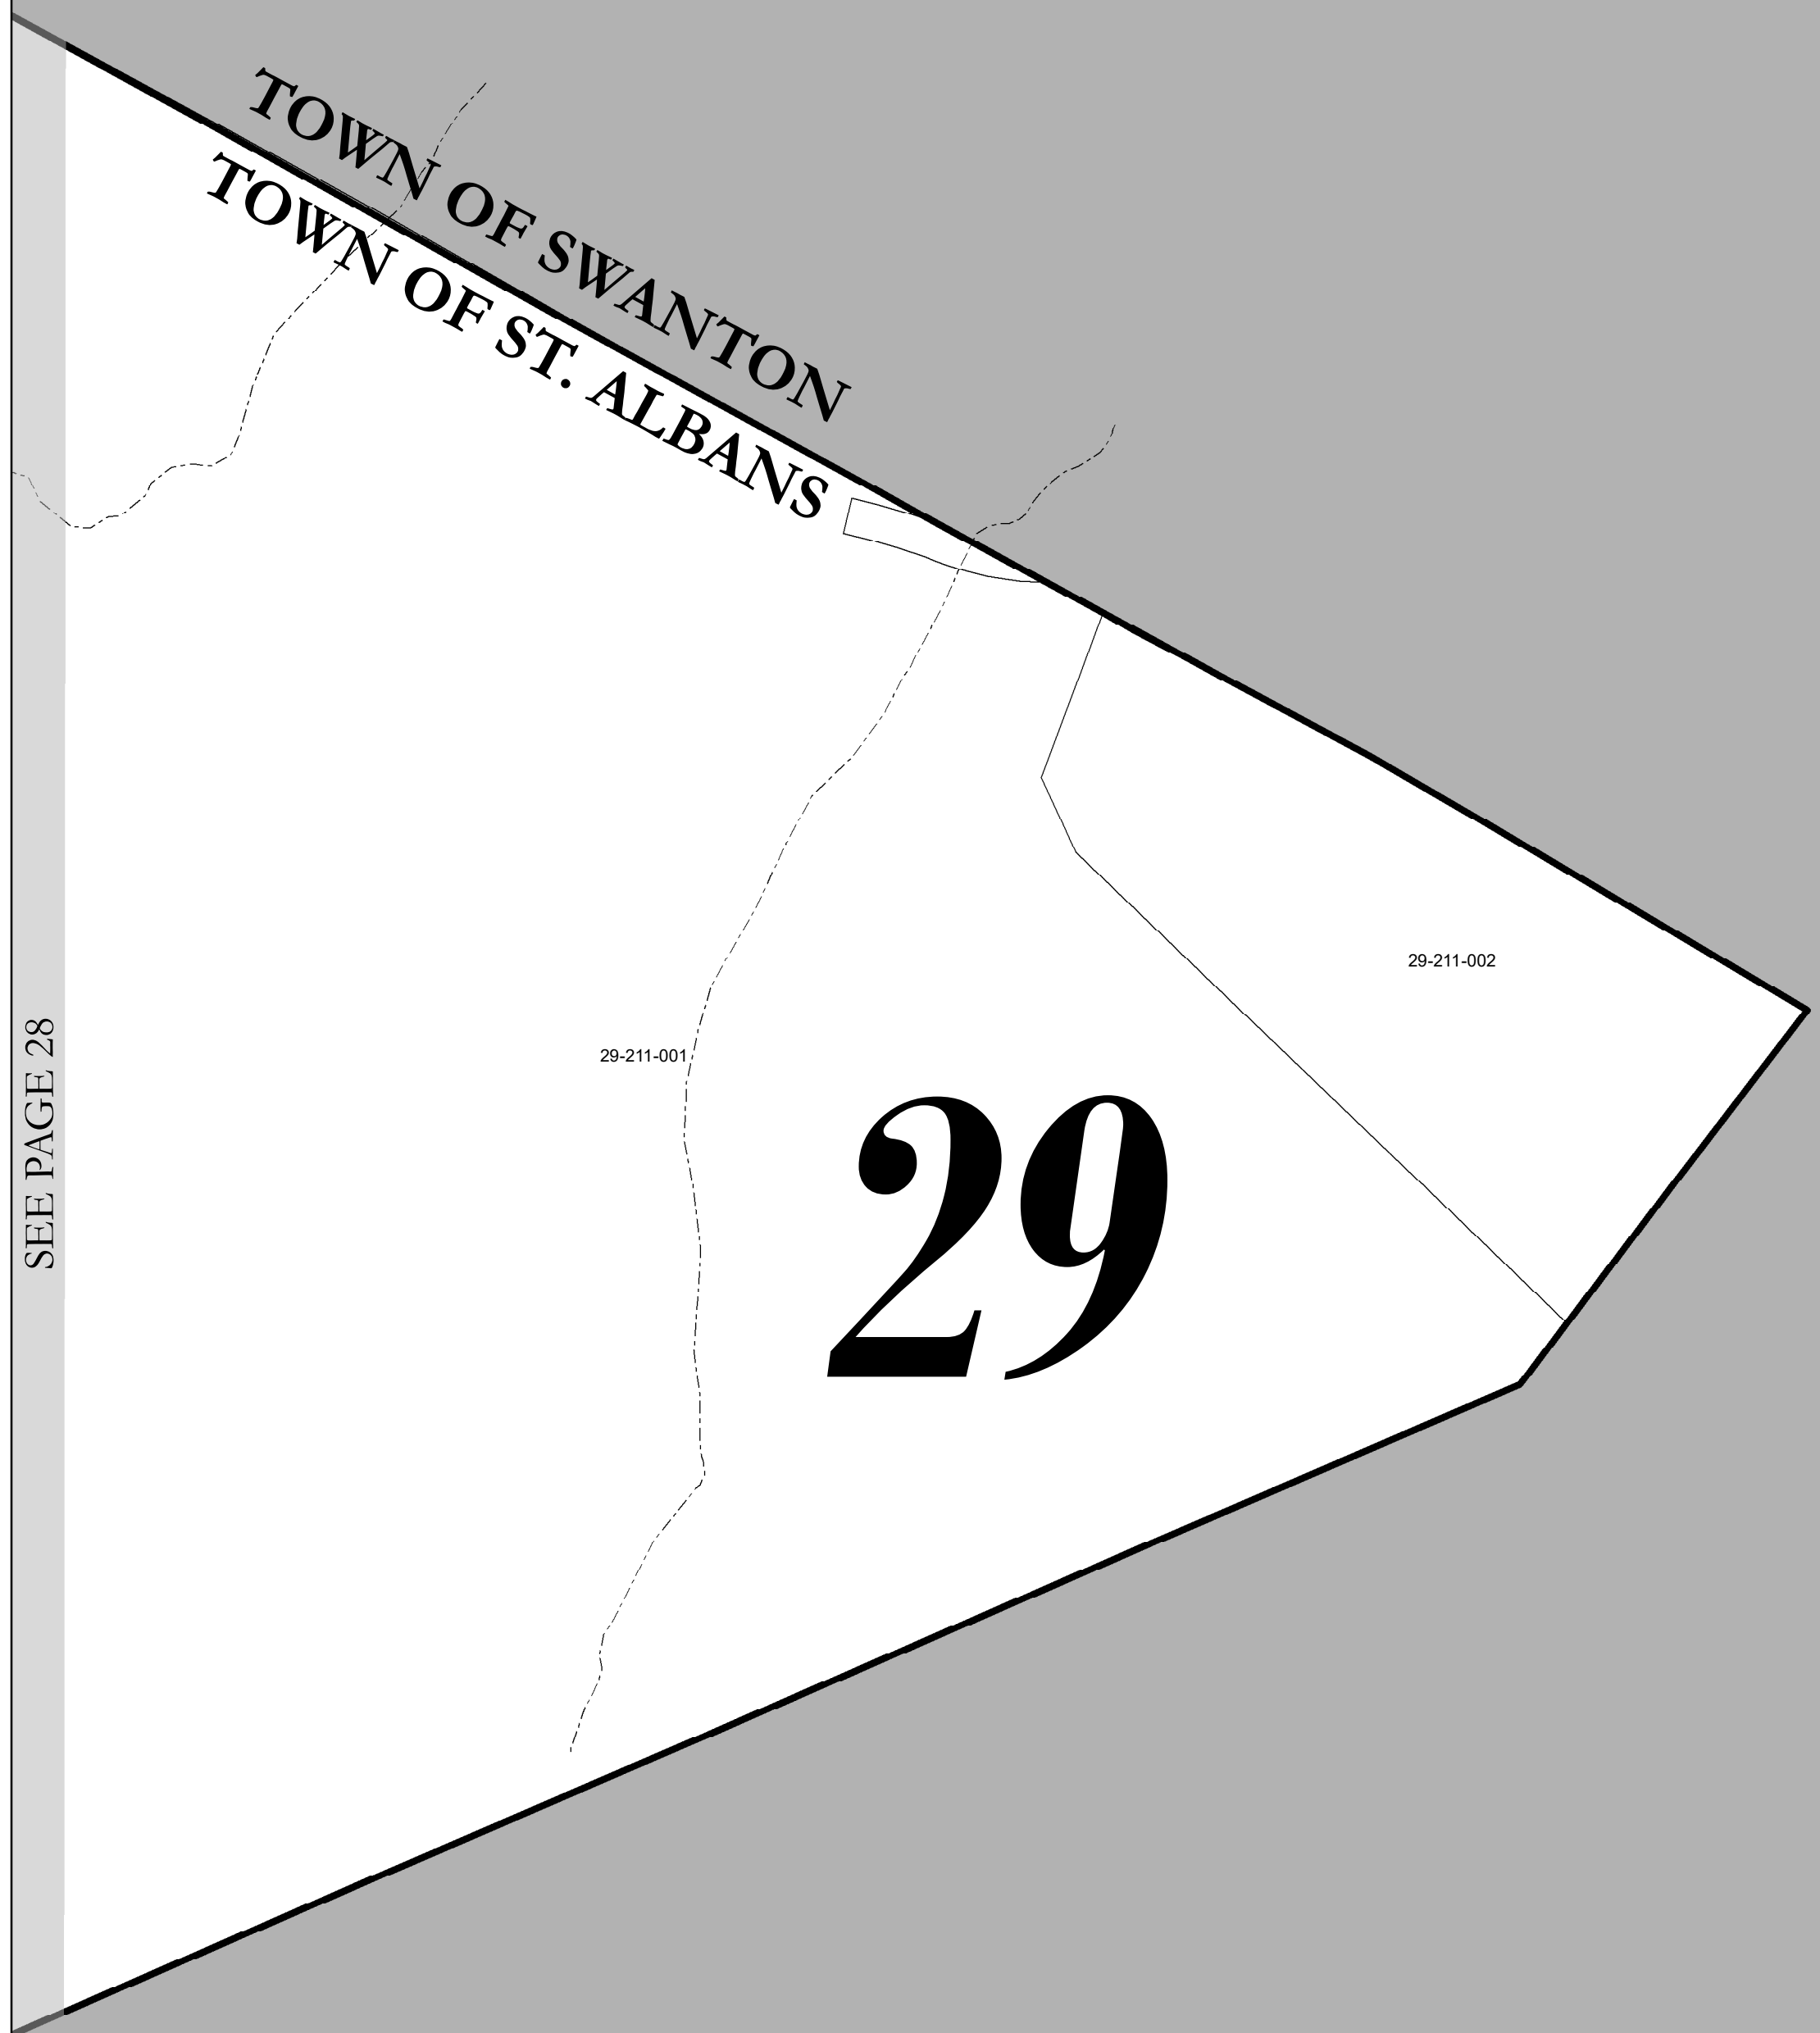 TOWN OF SWANTON
TOWN OF ST. ALBANS
29-211-002
29-211-001
SEE PAGE 28
29